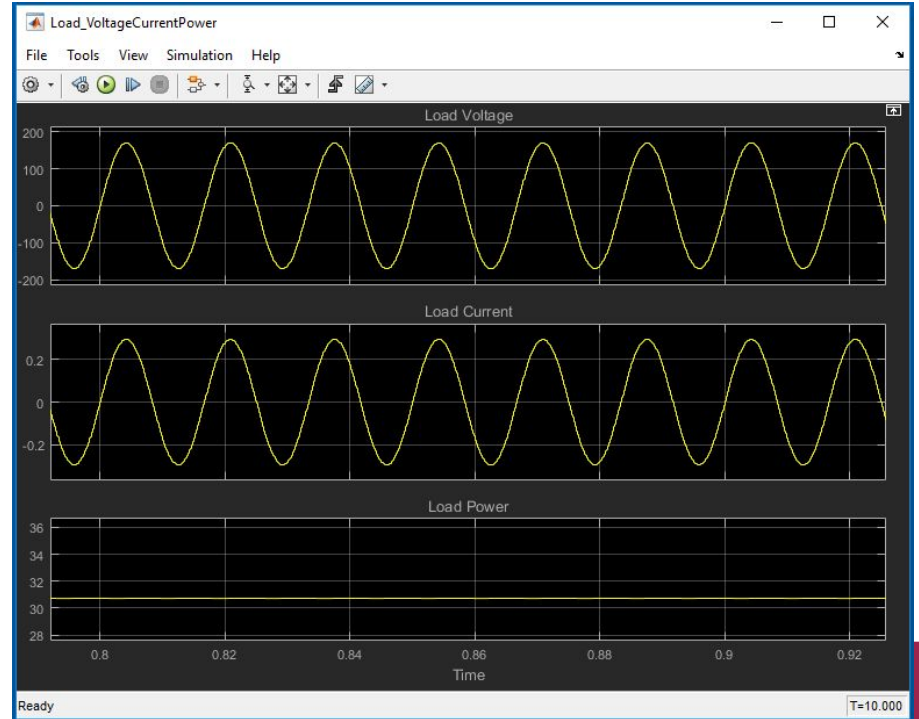 Load_VoltageCurrentPower
File Tools View Simulation Help
Load Voltage
200
100
0
-100
-200
Load Current
0.2
0
-0.2
Load Power
36
34
32
30
28
0.8 0.82 0.84 0.86 0.88 0.9 0.92
Time
Ready T=10.000